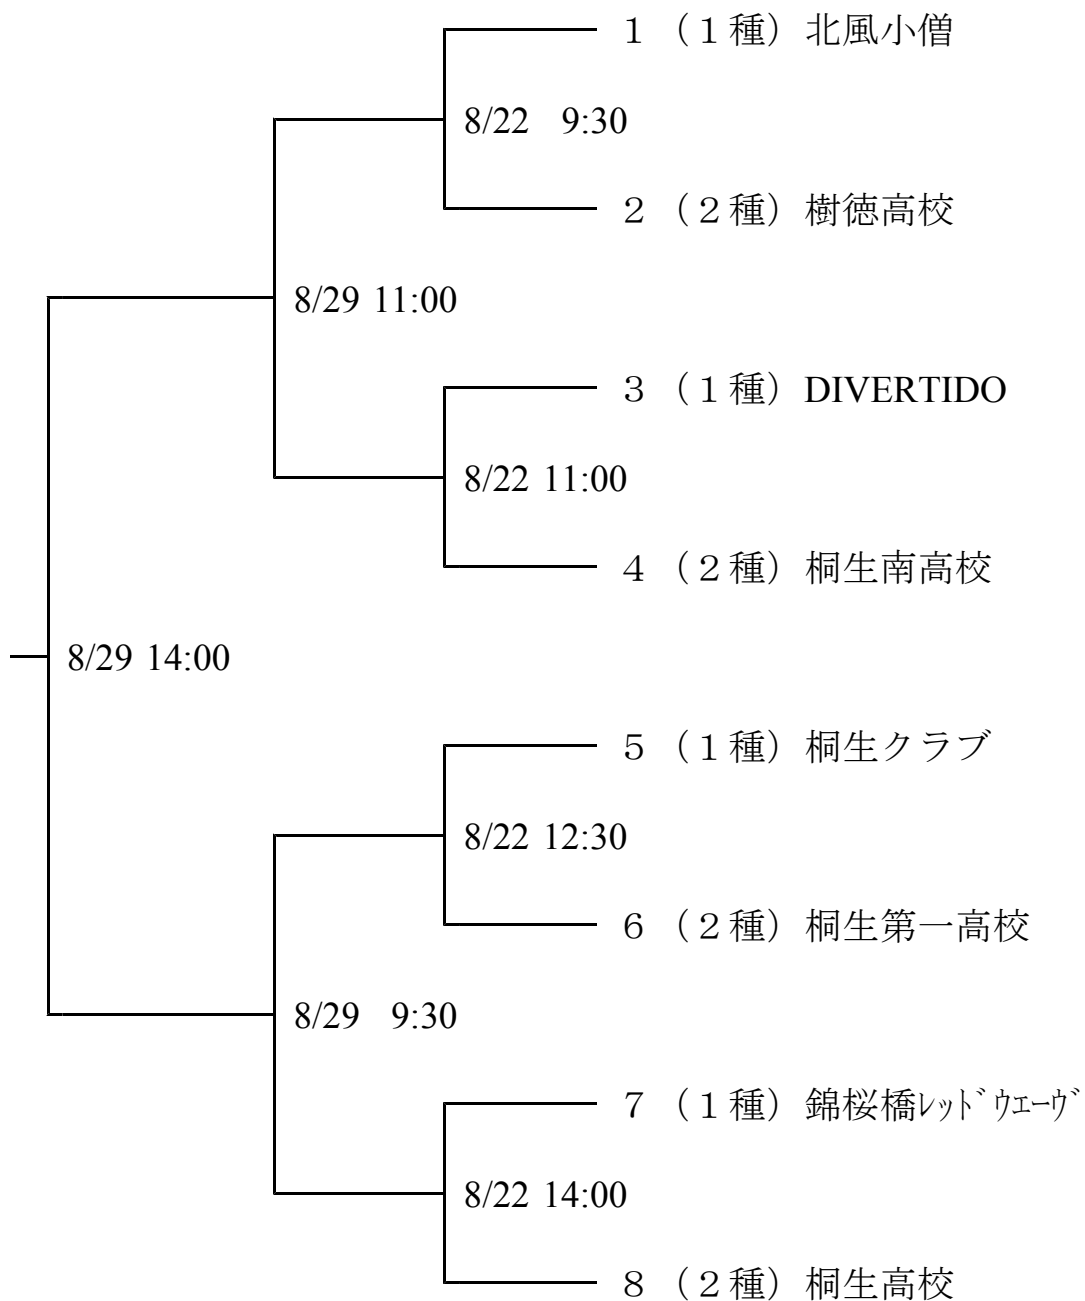 1 （１種）北風小僧
8/22 9:30
２ （２種）樹徳高校
8/29 11:00
３ （１種）DIVERTIDO
8/22 11:00
４ （２種）桐生南高校
8/29 14:00
５ （１種）桐生クラブ
8/22 12:30
６ （２種）桐生第一高校
8/29 9:30
７ （１種）錦桜橋ﾚｯﾄﾞｳｴｰｳﾞ
8/22 14:00
８ （２種）桐生高校